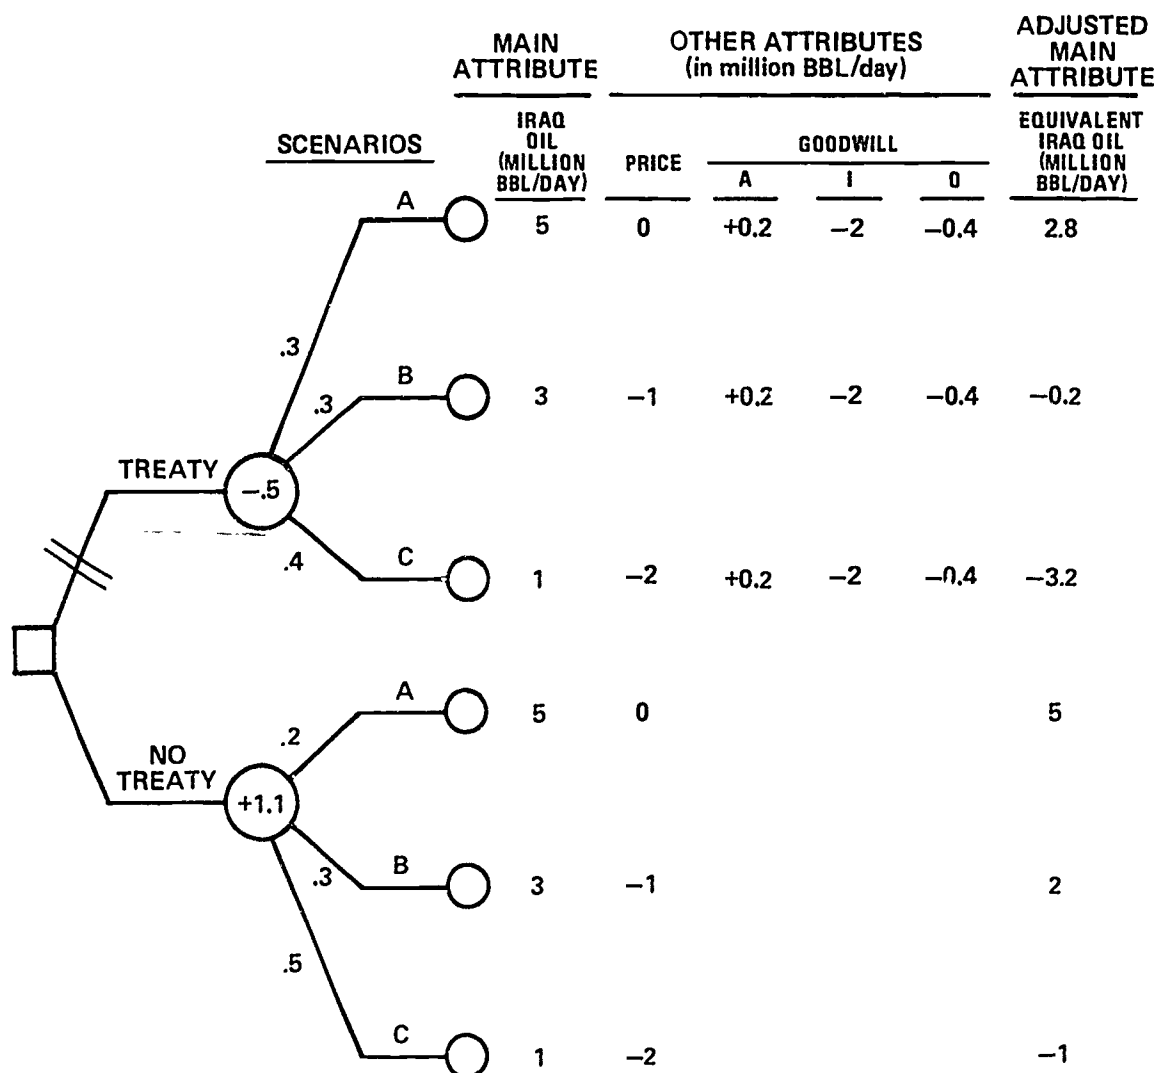 MAIN ATTRIBUTE
OTHER ATTRIBUTES
(in million BBL/day)
ADJUSTED MAIN ATTRIBUTE
SCENARIOS
IRAQ OIL (MILLION BBL/DAY)
PRICE
GOODWILL
A I O
EQUIVALENT IRAQ OIL (MILLION BBL/DAY)
A 5 0 +0.2 −2 −0.4 2.8
.3
B 3 −1 +0.2 −2 −0.4 −0.2
.3
TREATY −.5
C 1 −2 +0.2 −2 −0.4 −3.2
.4
A 5 0 5
.2
NO TREATY +1.1
B 3 −1 2
.3
.5
C 1 −2 −1